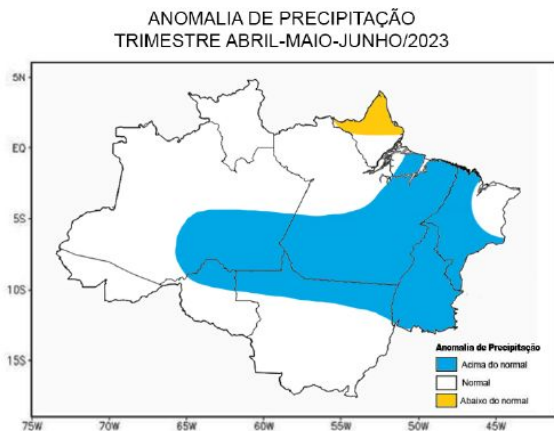 ANOMALIA DE PRECIPITAÇÃO
TRIMESTRE ABRIL-MAIO-JUNHO/2023
5N
EQ
5S
10S
15S
Anomalia de Precipitação
Acima do normal
Normal
Abaixo do normal
75W 70W 65W 60W 55W 50W 45W